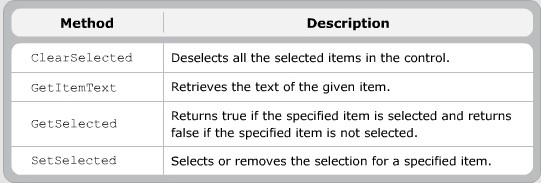 Method Description
ClearSelected Deselects all the selected items in the control.
GetItemText Retrieves the text of the given item.
GetSelected Returns true if the specified item is selected and returns
false if the specified item is not selected.
SetSelected Selects or removes the selection for a specified item.